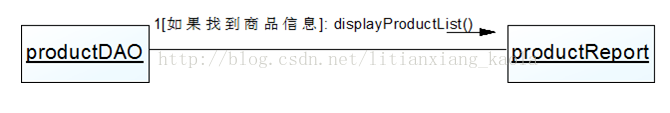 1[如果找到商品信息]: displayProductList()
productDAO
productReport
http://blog.csdn.net/litianxiang_kaola